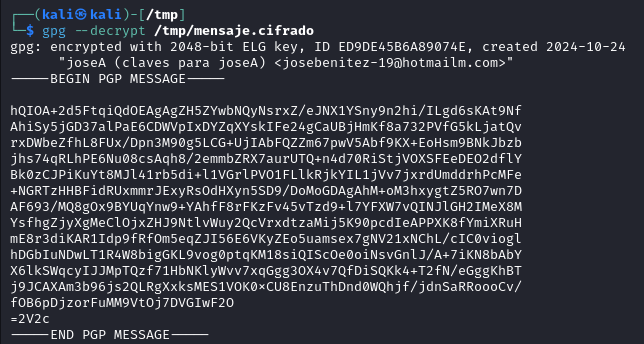 ┌──(kali㉿kali)-[/tmp]
└─$ gpg --decrypt /tmp/mensaje.cifrado
gpg: encrypted with 2048-bit ELG key, ID ED9DE45B6A89074E, created 2024-10-24
      "joseA (claves para joseA) <josebenitez-19@hotmailm.com>"
-----BEGIN PGP MESSAGE-----

hQIOA+2d5FtqiQdOEAgAgZH5ZYwbNQyNsrxZ/eJNX1YSny9n2hi/ILgd6sKAt9Nf
AhiSy5jGD37alPaE6CDWVpIxDYZqXYskIFe24gCaUBjHmKf8a732PVfG5kLjatQv
rxDWbeZfhL8FUx/Dpn3M90g5LCG+UjIAbFQZZm67pwV5Abf9KX+EoHsm9BNkJbzb
jhs74qRLhPE6Nu08csAqh8/2emmbZRX7aurUTQ+n4d70RiStjVOXSFEeDEO2dflY
Bk0zCJPiKuYt8MJl41rb5di+l1VGrlPVO1FLlkRjkYIL1jVv7jxrdUmddrhPcMFe
+NGRTzHHBFidRUxmmrJExyRsOdHXyn5SD9/DoMoGDAgAhM+oM3hxygtZ5RO7wn7D
AF693/MQ8gOx9BYUqYnw9+YAhfF8rFKzFv45vTzd9+l7YFXW7vQINJlGH2IMeX8M
YsfhgZjyXgMeClOjxZHJ9NtlvWuy2QcVrxdtzaMij5K90pcdIeAPPXK8fYmiXRuH
mE8r3diKAR1Idp9fRfOm5eqZJI56E6VKyZEo5uamsex7gNV21xNChL/cIC0viogl
hDGbIuNDwLT1R4W8bigGKL9vog0ptqKM18siQIScOe0oiNsvGnlJ/A+7iKN8bAbY
X6lkSWqcyIJJMpTQzf71HbNKlyWvv7xqGgg3OX4v7QfDiSQKk4+T2fN/eGggKhBT
j9JCAXAm3b96js2QLRgXxksMES1VOK0×CU8EnzuThDnd0WQhjf/jdnSaRRoooCv/
fOB6pDjzorFuMM9VtOj7DVGIwF2O
=2V2c
-----END PGP MESSAGE-----